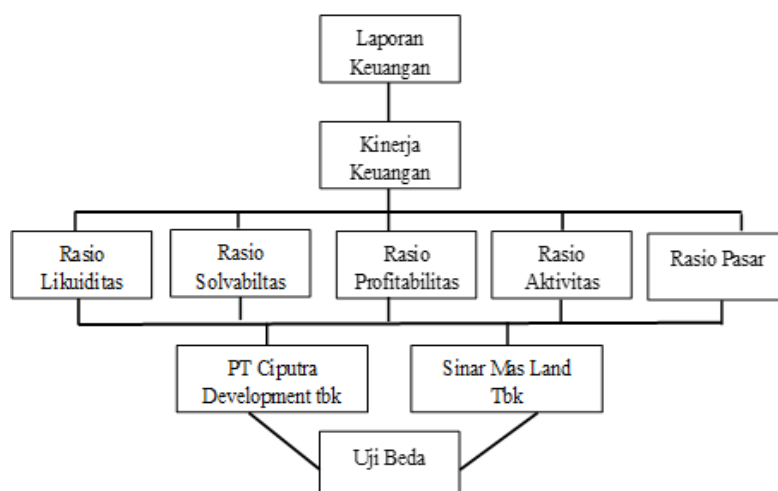 Laporan
Keuangan
Kinerja
Keuangan
Rasio
Likuiditas
Rasio
Solvabiltas
Rasio
Profitabilitas
Rasio
Aktivitas
Rasio Pasar
PT Ciputra
Development tbk
Sinar Mas Land
Tbk
Uji Beda